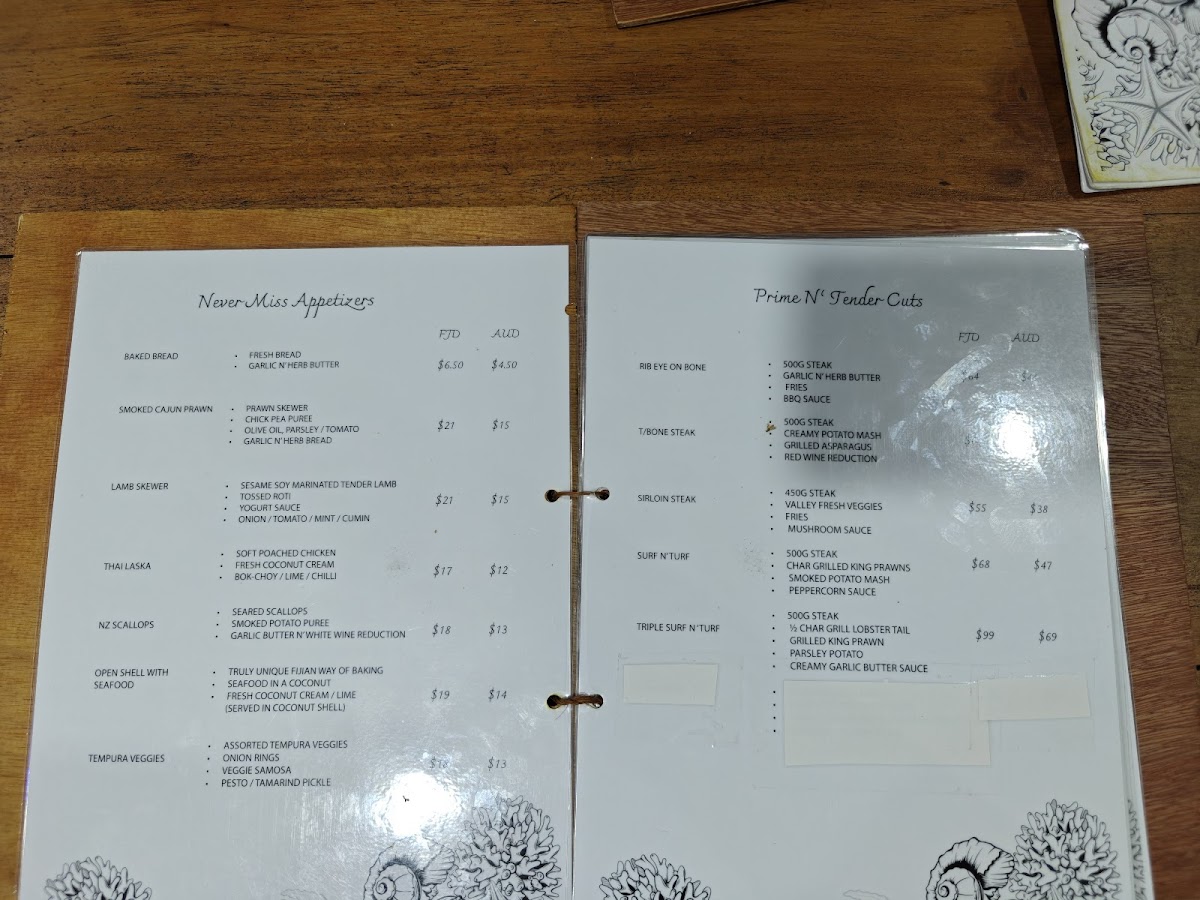 Never Miss Appetizers
FJD AUD
BAKED BREAD
• FRESH BREAD
• GARLIC N' HERB BUTTER
$6.50 $4.50
SMOKED CAJUN PRAWN
• PRAWN SKEWER
• CHICK PEA PUREE
• OLIVE OIL, PARSLEY / TOMATO
• GARLIC N' HERB BREAD
$21 $15
LAMB SKEWER
• SESAME SOY MARINATED TENDER LAMB
• TOSSED ROTI
• YOGURT SAUCE
• ONION / TOMATO / MINT / CUMIN
$21 $15
THAI LASKA
• SOFT POACHED CHICKEN
• FRESH COCONUT CREAM
• BOK-CHOY / LIME / CHILLI
$17 $12
NZ SCALLOPS
• SEARED SCALLOPS
• SMOKED POTATO PUREE
• GARLIC BUTTER N' WHITE WINE REDUCTION
$18 $13
OPEN SHELL WITH
SEAFOOD
• TRULY UNIQUE FIJIAN WAY OF BAKING
• SEAFOOD IN A COCONUT
• FRESH COCONUT CREAM / LIME
(SERVED IN COCONUT SHELL)
$19 $14
TEMPURA VEGGIES
• ASSORTED TEMPURA VEGGIES
• ONION RINGS
• VEGGIE SAMOSA
• PESTO / TAMARIND PICKLE
$18 $13
Prime N' Tender Cuts
FJD AUD
RIB EYE ON BONE
• 500G STEAK
• GARLIC N' HERB BUTTER
• FRIES
• BBQ SAUCE
T/BONE STEAK
• 500G STEAK
• CREAMY POTATO MASH
• GRILLED ASPARAGUS
• RED WINE REDUCTION
SIRLOIN STEAK
• 450G STEAK
• VALLEY FRESH VEGGIES
• FRIES
• MUSHROOM SAUCE
$55 $38
SURF N' TURF
• 500G STEAK
• CHAR GRILLED KING PRAWNS
• SMOKED POTATO MASH
• PEPPERCORN SAUCE
$68 $47
TRIPLE SURF N 'TURF
• 500G STEAK
• ½ CHAR GRILL LOBSTER TAIL
• GRILLED KING PRAWN
• PARSLEY POTATO
• CREAMY GARLIC BUTTER SAUCE
$99 $69